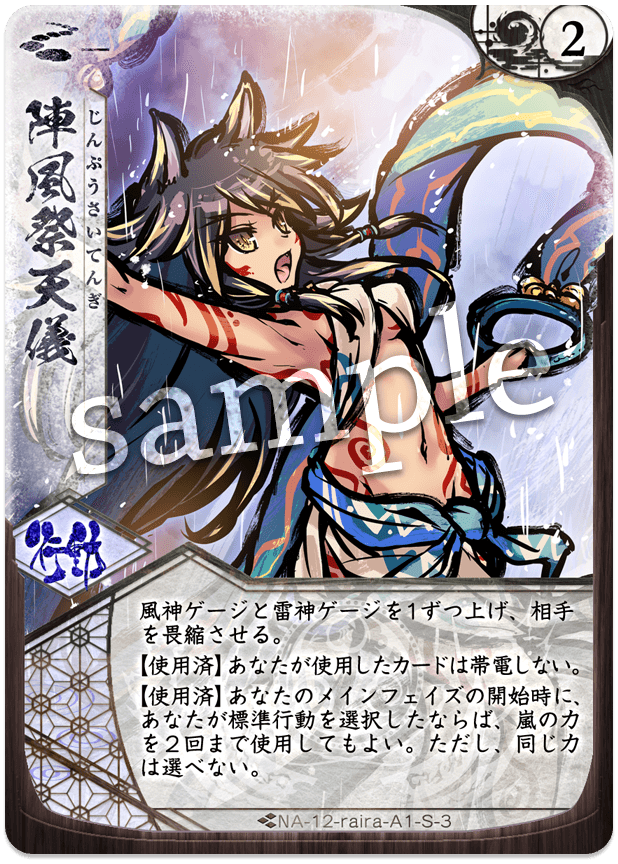 2
陣風祭天儀
じんぷうさいてんぎ
sample
行動
風神ゲージと雷神ゲージを1ずつ上げ、相手
を畏縮させる。
【使用済】あなたが使用したカードは帯電しない。
【使用済】あなたのメインフェイズの開始時に、
あなたが標準行動を選択したならば、嵐の力
を2回まで使用してもよい。ただし、同じ力
は選べない。
NA-12-raira-A1-S-3